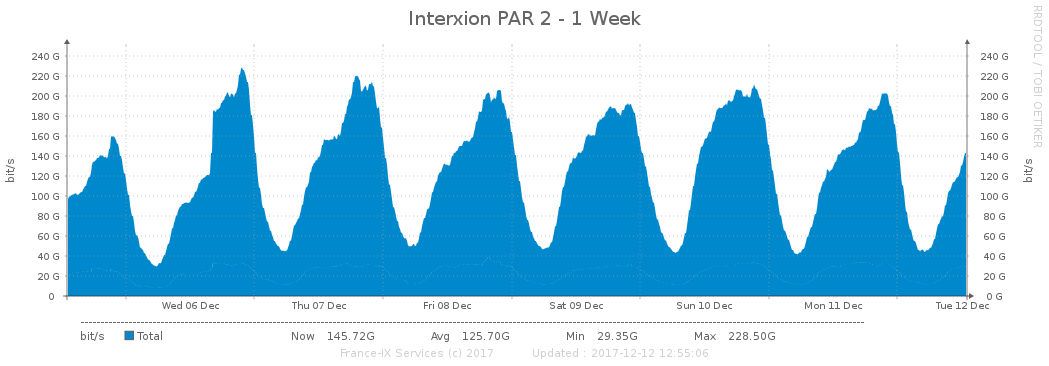 Interxion PAR 2 - 1 Week
RRDTOOL / TOBI OETIKER
bit/s
240 G 240 G
220 G 220 G
200 G 200 G
180 G 180 G
160 G 160 G
140 G 140 G
120 G 120 G
100 G 100 G
80 G 80 G
60 G 60 G
40 G 40 G
20 G 20 G
0 0 G
bit/s
Wed 06 Dec Thu 07 Dec Fri 08 Dec Sat 09 Dec Sun 10 Dec Mon 11 Dec Tue 12 Dec
bit/s Total Now 145.72G Avg 125.70G Min 29.35G Max 228.50G
France-IX Services (c) 2017 Updated : 2017-12-12 12:55:06